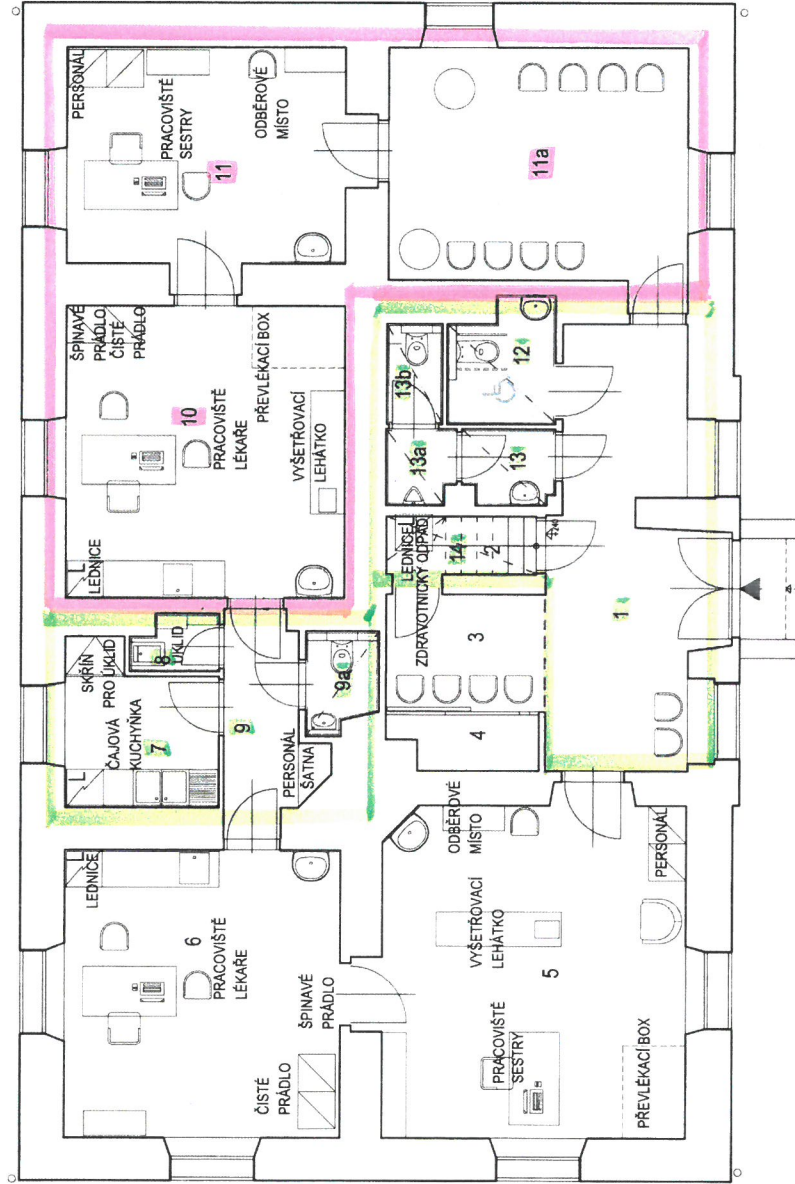 PERSONÁL
PRACOVIŠTĚ
SESTRY
11
ODBĚROVÉ
MÍSTO
11a
ŠPINAVÉ
PRÁDLO
ČISTÉ
PRÁDLO
10
PRACOVIŠTĚ
LÉKAŘE
PŘEVLÉKACÍ BOX
VYŠETŘOVACÍ
LEHÁTKO
LEDNICE
L
13b
12
13a
13
LEDNICE
L
ZDRAVOTNICKÝ ODPAD
14
2
1
3
4
SKŘÍŇ
PRO ÚKLID
8
ÚKLID
L
ČAJOVÁ
KUCHYŇKA
7
9
9a
PERSONÁL
ŠATNA
LEDNICE
L
6
PRACOVIŠTĚ
LÉKAŘE
ŠPINAVÉ
PRÁDLO
ČISTÉ
PRÁDLO
ODBĚROVÉ
MÍSTO
VYŠETŘOVACÍ
LEHÁTKO
PERSONÁL
5
PRACOVIŠTĚ
SESTRY
PŘEVLÉKACÍ BOX